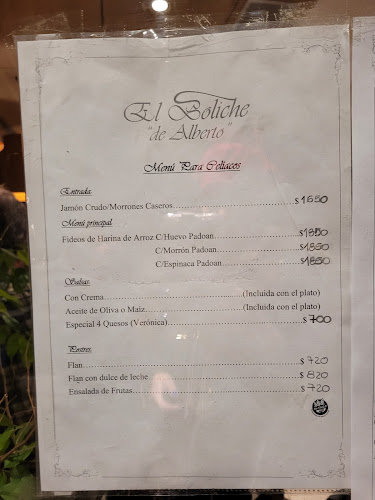 El Boliche
"de Alberto"
Menú Para Celíacos
Entrada:
Jamón Crudo/Morrones Caseros..........................................$ 1650
Menú principal:
Fideos de Harina de Arroz C/Huevo Padoan............................$1850
C/Morrón Padoan............................$1850
C/Espinaca Padoan..........................$1850
Salsas:
Con Crema...............................................(Incluida con el plato)
Aceite de Oliva o Maíz.................................(Incluida con el plato)
Especial 4 Quesos (Verónica)............................................$ 700
Postres:
Flan...........................................................................$ 720
Flan con dulce de leche...................................................$ 820
Ensalada de Frutas.........................................................$ 720